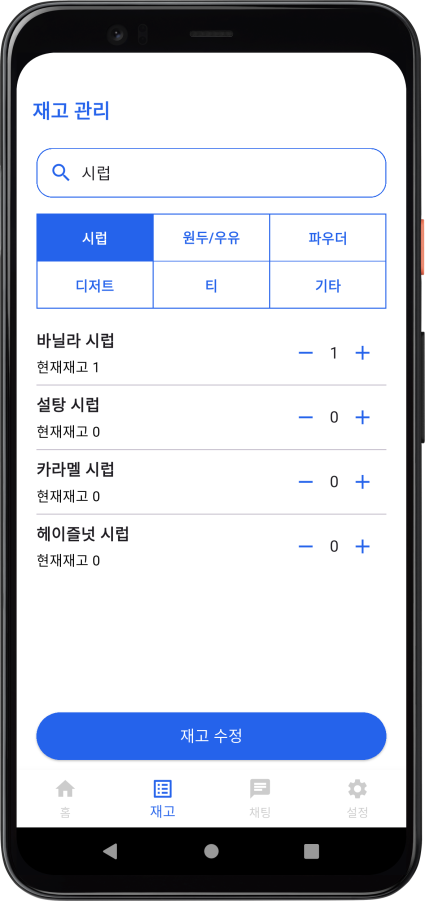 재고 관리
시럽
시럽 원두/우유 파우더
디저트 티 기타
바닐라 시럽
현재재고 1
1
설탕 시럽
현재재고 0
0
카라멜 시럽
현재재고 0
0
헤이즐넛 시럽
현재재고 0
0
재고 수정
홈 재고 채팅 설정